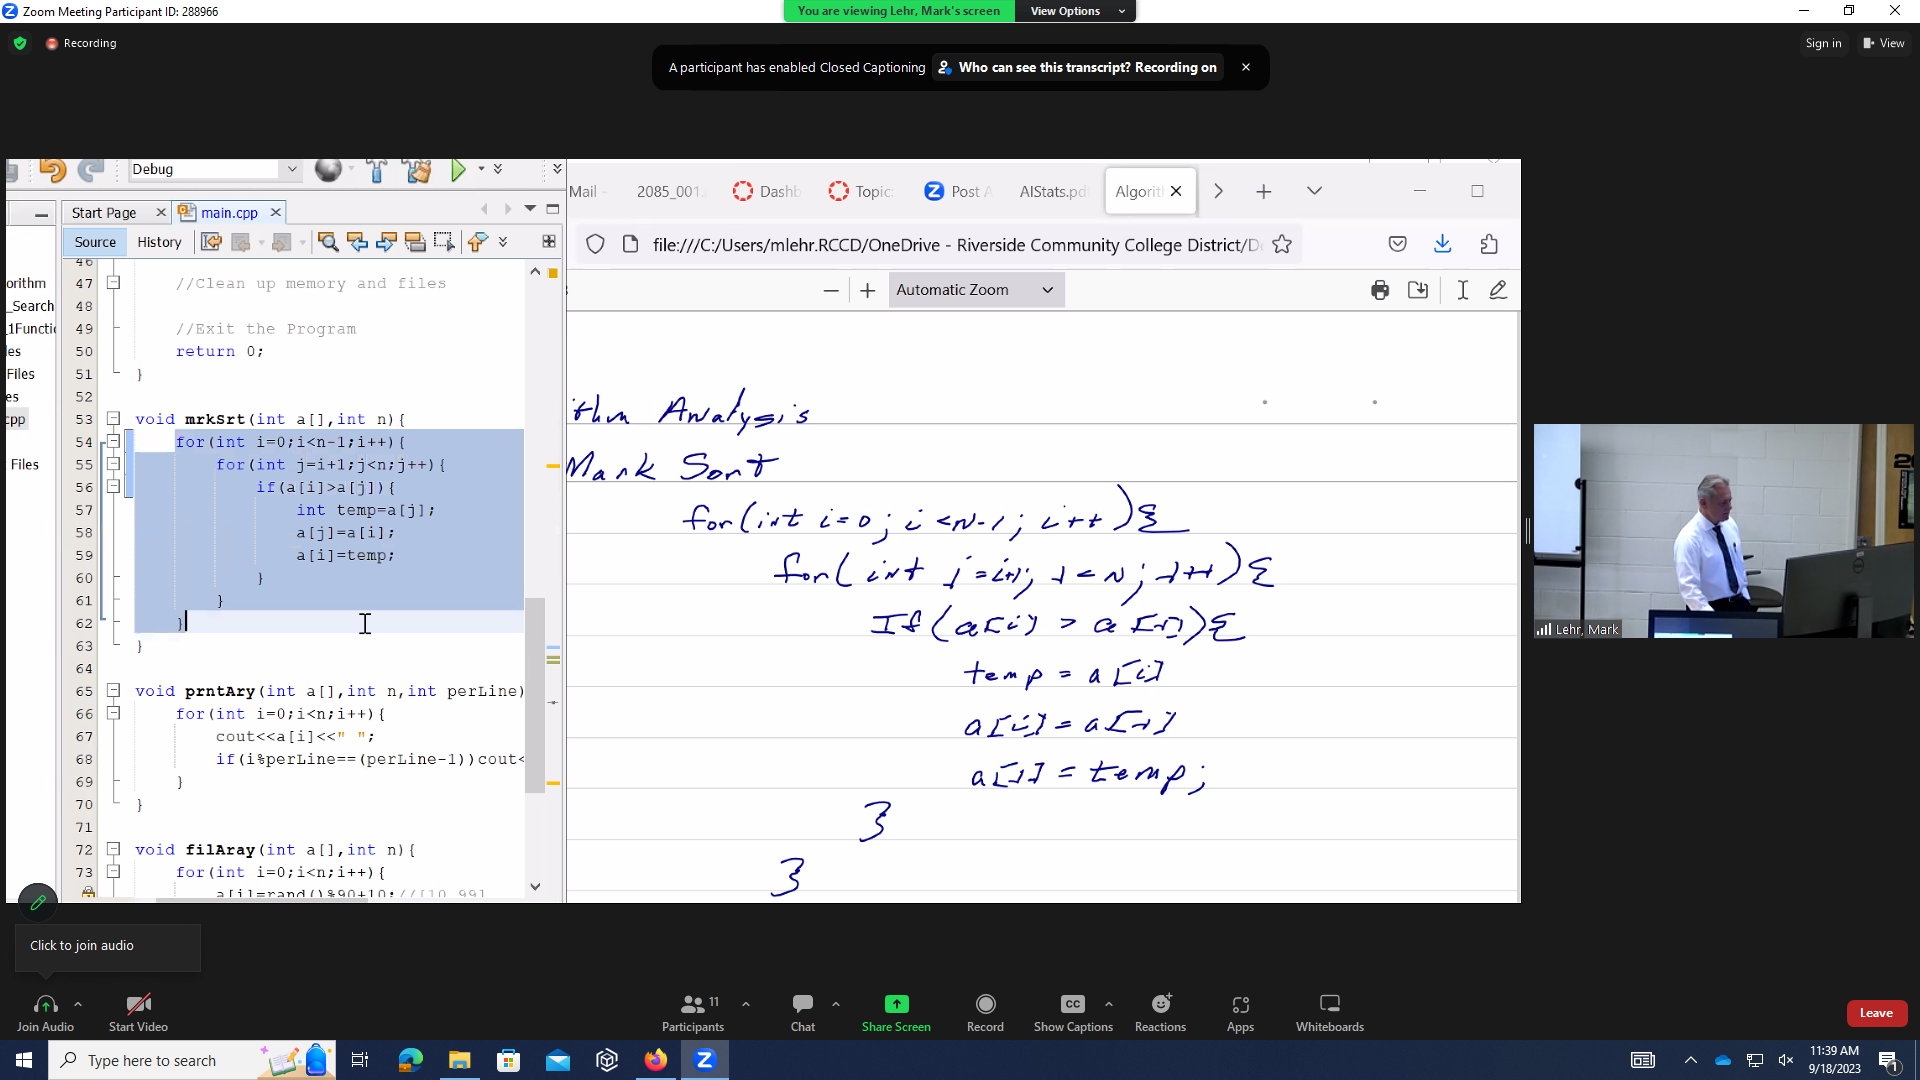 Zoom Meeting Participant ID: 288966
You are viewing Lehr, Mark's screen
View Options
Recording
Sign in
View
A participant has enabled Closed Captioning
Who can see this transcript? Recording on
Debug
Start Page
main.cpp
Source
History
orithm
_Search
_1Functio
les
Files
es
cpp
Files
46
47 //Clean up memory and files
48
49 //Exit the Program
50 return 0;
51 }
52
53 void mrkSrt(int a[],int n){
54 for(int i=0;i<n-1;i++){
55 for(int j=i+1;j<n;j++){
56 if(a[i]>a[j]){
57 int temp=a[j];
58 a[j]=a[i];
59 a[i]=temp;
60 }
61 }
62 }
63 }
64
65 void prntAry(int a[],int n,int perLine)
66 for(int i=0;i<n;i++){
67 cout<<a[i]<<" ";
68 if(i%perLine==(perLine-1))cout<
69 }
70 }
71
72 void filAray(int a[],int n){
73 for(int i=0;i<n;i++){
a[i]=rand()%90+10;//[10,99]
Mail
2085_001.
Dashb
Topic:
Post A
AIStats.pd
Algorit
file:///C:/Users/mlehr.RCCD/OneDrive - Riverside Community College District/D
Automatic Zoom
ithm Analysis
Mark Sort
for(int i=0; i<n-1; i++){
for(int j=i+1; j<n; j++){
If(a[i] > a[j]){
temp = a[i]
a[i] = a[j]
a[j] = temp;
}
}
Lehr, Mark
Click to join audio
Join Audio
Start Video
Participants
11
Chat
Share Screen
Record
CC
Show Captions
Reactions
Apps
Whiteboards
Leave
Type here to search
11:39 AM
9/18/2023
1